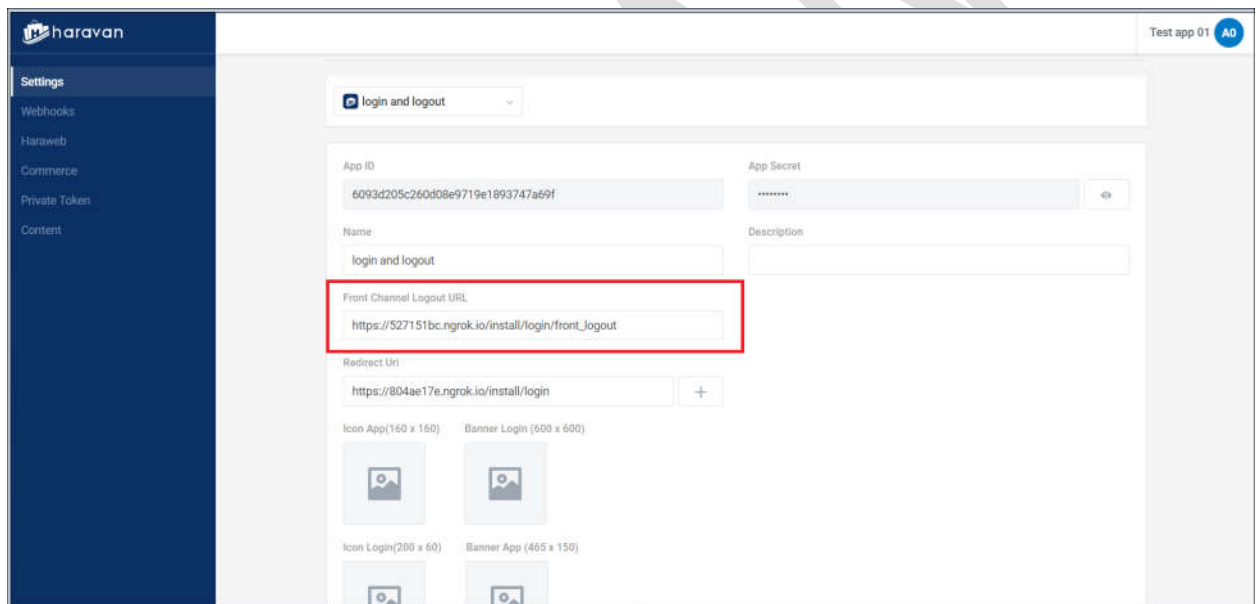 haravan
Test app 01 A0
Settings
Webhooks
Haraweb
Commerce
Private Token
Content
login and logout
App ID App Secret
6093d205c260d08e9719e1893747a69f ••••••••
Name Description
login and logout
Front Channel Logout URL
https://527151bc.ngrok.io/install/login/front_logout
Redirect Uri
https://804ae17e.ngrok.io/install/login
Icon App(160 x 160) Banner Login (600 x 600)
Icon Login(200 x 60) Banner App (465 x 150)